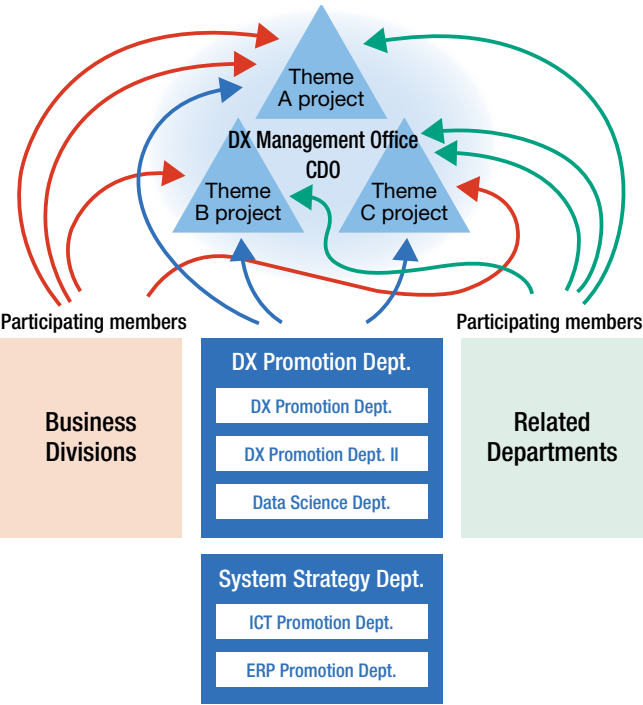 Theme
A project
DX Management Office
CDO
Theme
B project
Theme
C project
Participating members
Participating members
Business
Divisions
DX Promotion Dept.
DX Promotion Dept.
DX Promotion Dept. II
Data Science Dept.
Related
Departments
System Strategy Dept.
ICT Promotion Dept.
ERP Promotion Dept.